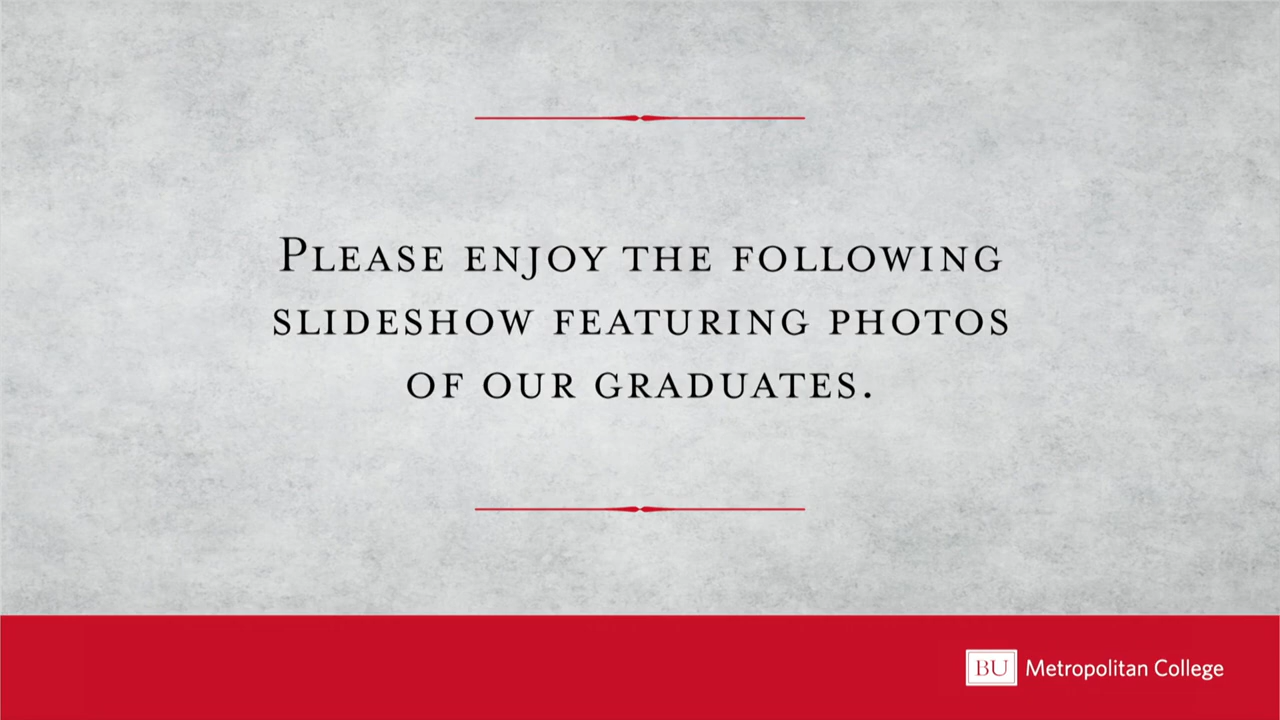 Please enjoy the following
slideshow featuring photos
of our graduates.
BU Metropolitan College